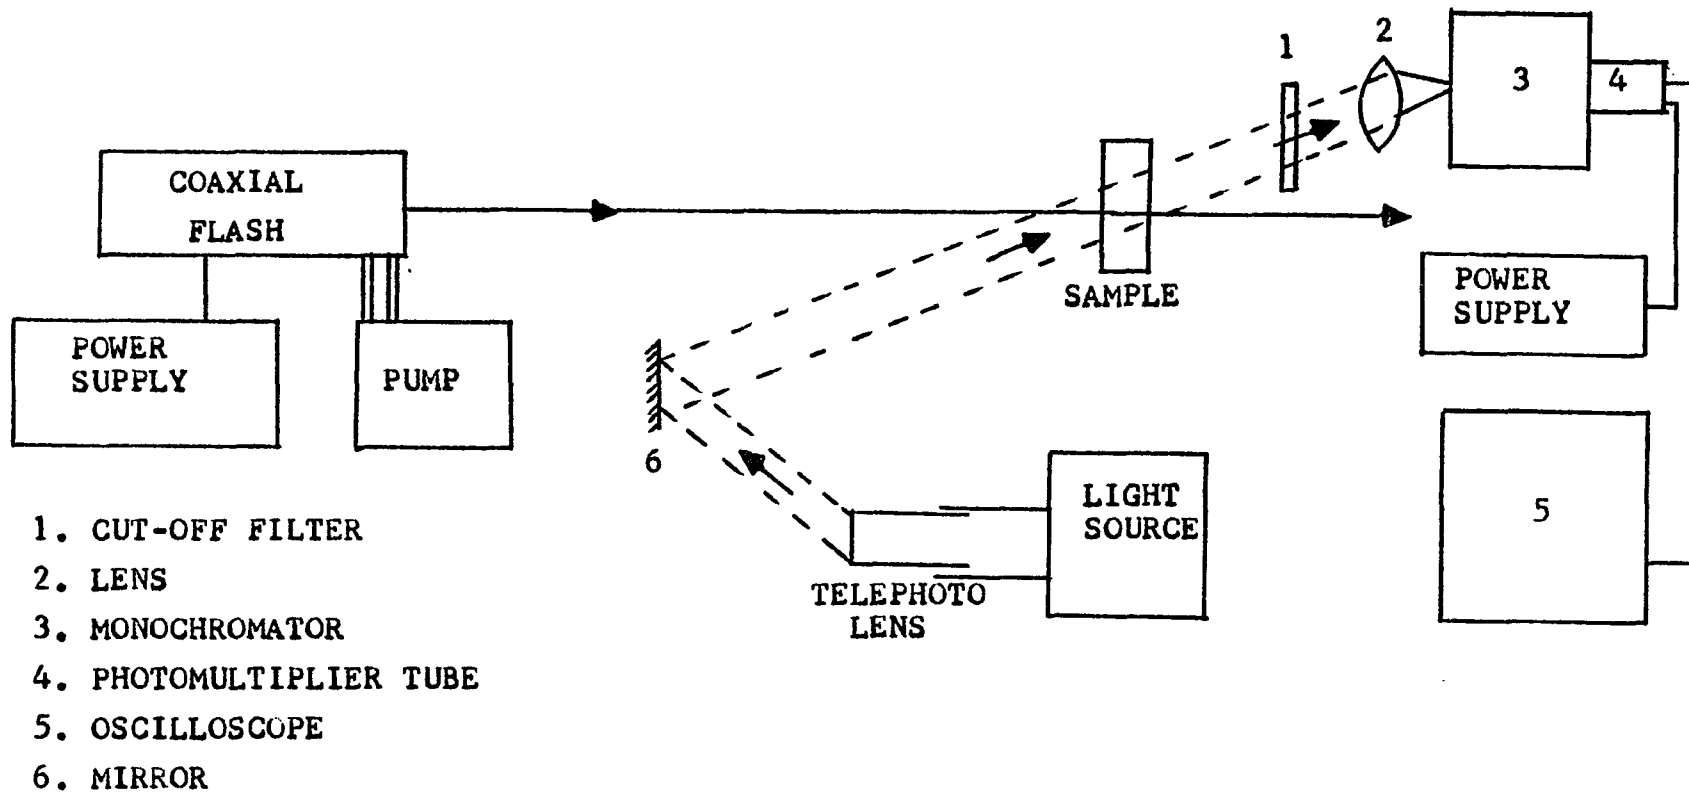 1
2
3
4
COAXIAL
FLASH
SAMPLE
POWER
SUPPLY
POWER
SUPPLY
PUMP
6
LIGHT
SOURCE
5
TELEPHOTO
LENS
1. CUT-OFF FILTER
2. LENS
3. MONOCHROMATOR
4. PHOTOMULTIPLIER TUBE
5. OSCILLOSCOPE
6. MIRROR